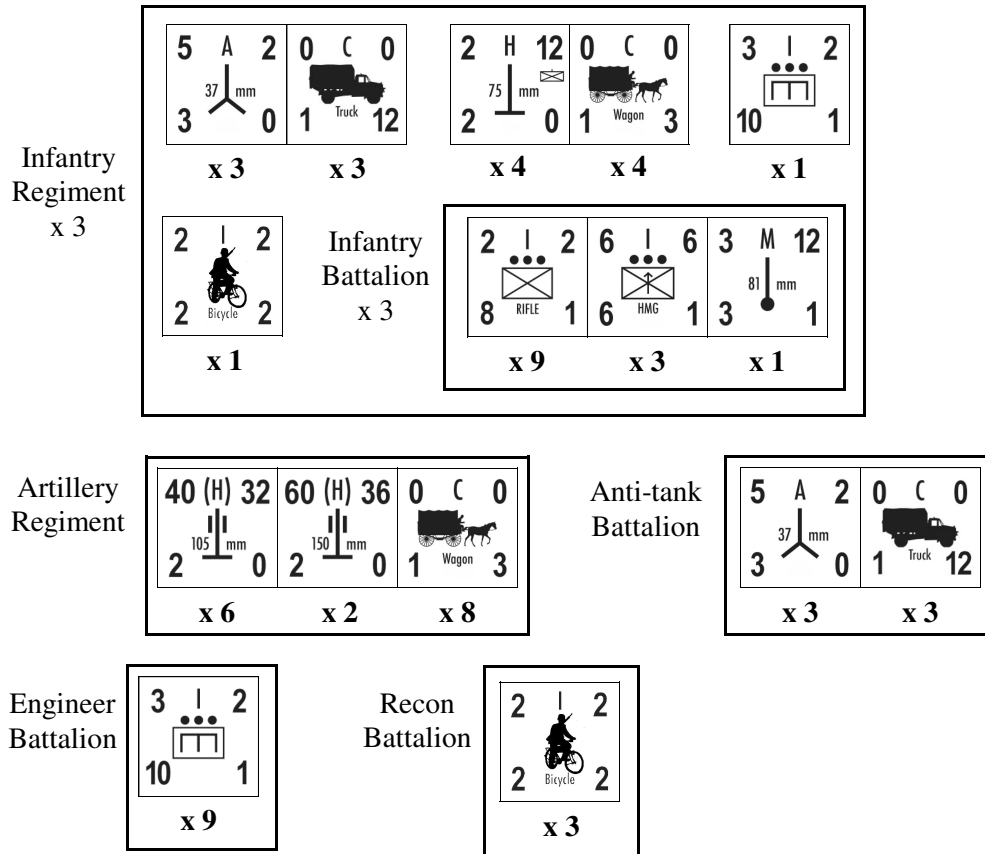 5 A 2 0 C 0 2 H 12 0 C 0 3 I 2
37 mm 75 mm
Truck Wagon
3 0 1 12 2 0 1 3 10 1
x 3 x 3 x 4 x 4 x 1
Infantry
Regiment
x 3
2 I 2
Bicycle
2 2
x 1
Infantry
Battalion
x 3
2 I 2 6 I 6 3 M 12
81 mm
RIFLE HMG
8 1 6 1 3 1
x 9 x 3 x 1
Artillery
Regiment
40 (H) 32 60 (H) 36 0 C 0
105 mm 150 mm
Wagon
2 0 2 0 1 3
x 6 x 2 x 8
Anti-tank
Battalion
5 A 2 0 C 0
37 mm
Truck
3 0 1 12
x 3 x 3
Engineer
Battalion
3 I 2
10 1
x 9
Recon
Battalion
2 I 2
2 Bicycle 2
x 3